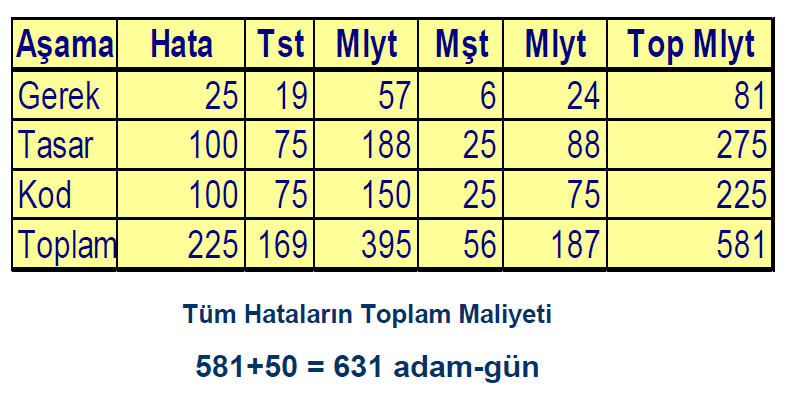 Aşama Hata Tst Mlyt Mşt Mlyt Top Mlyt
Gerek 25 19 57 6 24 81
Tasar 100 75 188 25 88 275
Kod 100 75 150 25 75 225
Toplam 225 169 395 56 187 581
Tüm Hataların Toplam Maliyeti
581+50 = 631 adam-gün